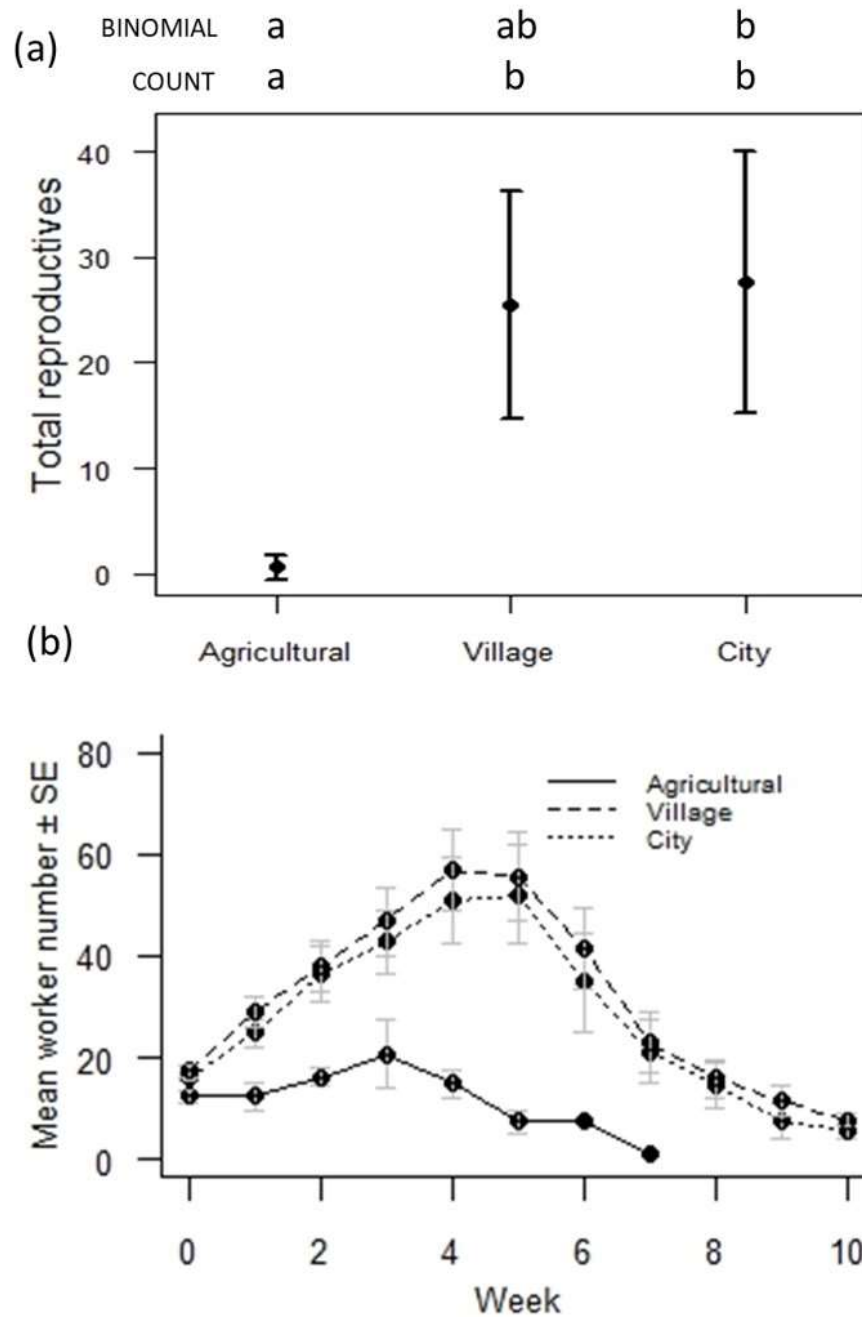 BINOMIAL a ab b
(a)
COUNT a b b
40
30
20
10
0
Total reproductives
Agricultural Village City
(b)
80
60
40
20
0
Mean worker number ± SE
Agricultural
Village
City
0 2 4 6 8 10
Week